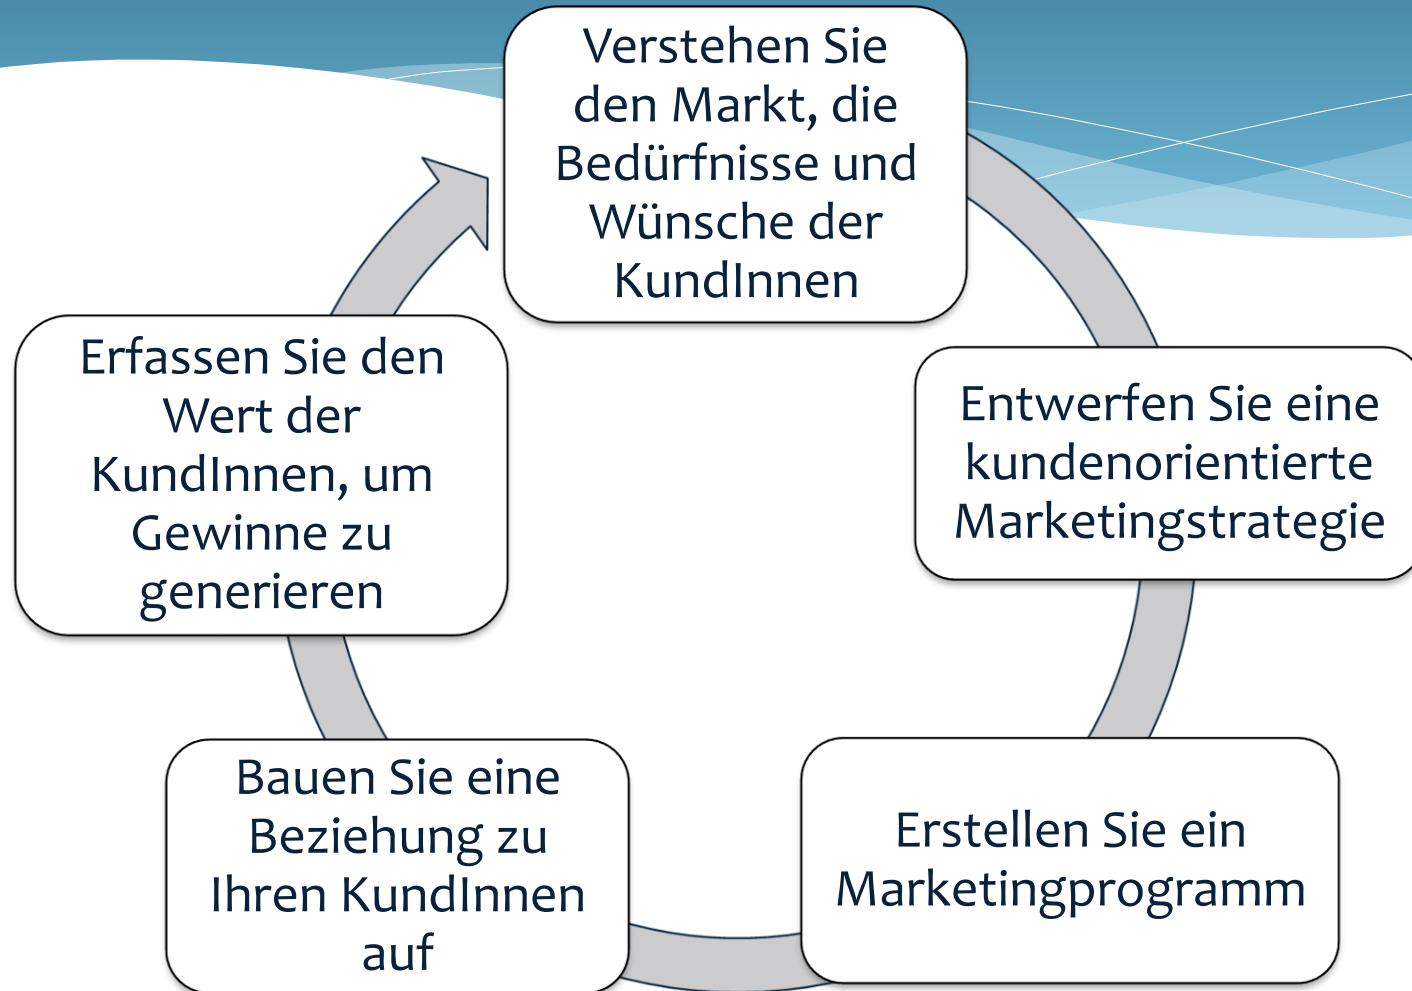 Verstehen Sie
den Markt, die
Bedürfnisse und
Wünsche der
KundInnen
Entwerfen Sie eine
kundenorientierte
Marketingstrategie
Erstellen Sie ein
Marketingprogramm
Bauen Sie eine
Beziehung zu
Ihren KundInnen
auf
Erfassen Sie den
Wert der
KundInnen, um
Gewinne zu
generieren